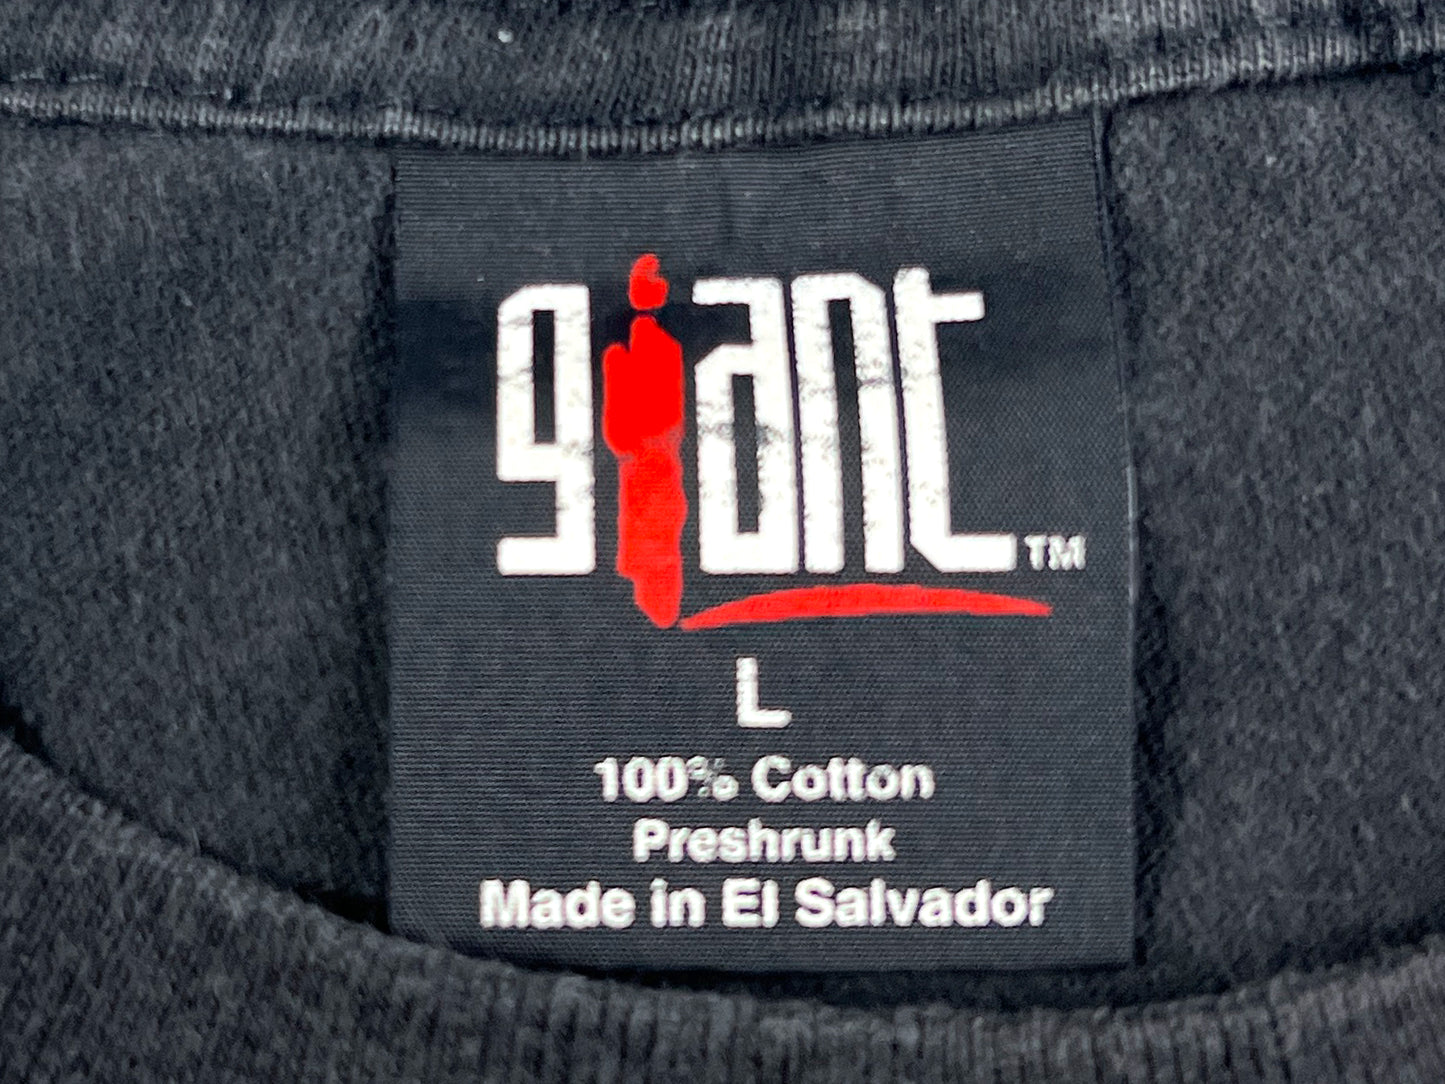 giant™
L
100% Cotton
Preshrunk
Made in El Salvador